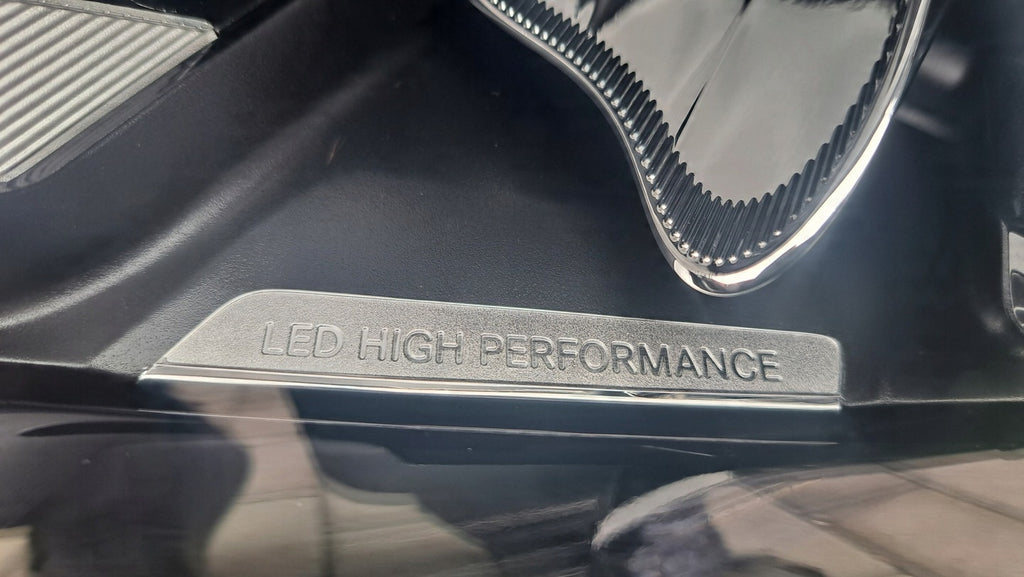 LED HIGH PERFORMANCE